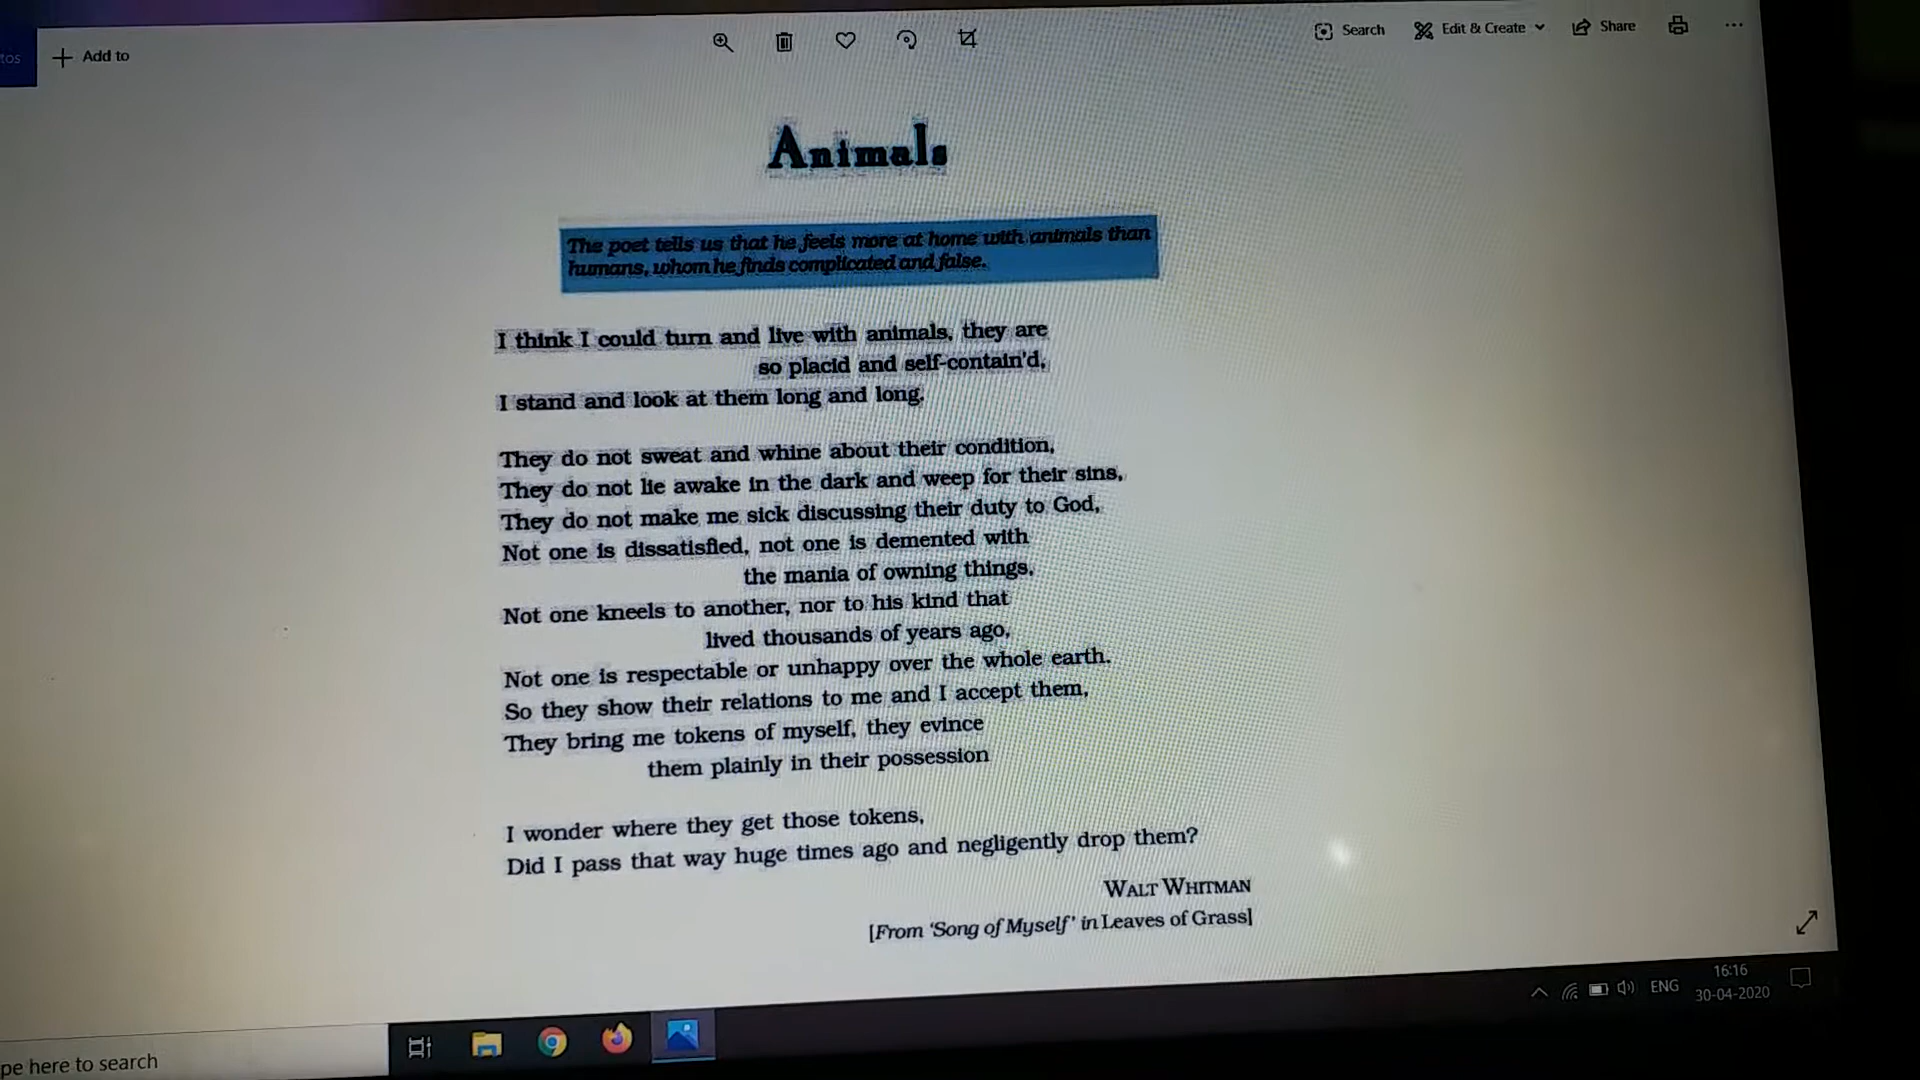 tos
Add to
Search
Edit & Create
Share
Animals
The poet tells us that he feels more at home with animals than
humans, whom he finds complicated and false.
I think I could turn and live with animals, they are
so placid and self-contain'd,
I stand and look at them long and long.
They do not sweat and whine about their condition,
They do not lie awake in the dark and weep for their sins,
They do not make me sick discussing their duty to God,
Not one is dissatisfied, not one is demented with
the mania of owning things,
Not one kneels to another, nor to his kind that
lived thousands of years ago,
Not one is respectable or unhappy over the whole earth.
So they show their relations to me and I accept them,
They bring me tokens of myself, they evince
them plainly in their possession
I wonder where they get those tokens,
Did I pass that way huge times ago and negligently drop them?
WALT WHITMAN
[From 'Song of Myself' in Leaves of Grass]
ENG
16:16
30-04-2020
pe here to search